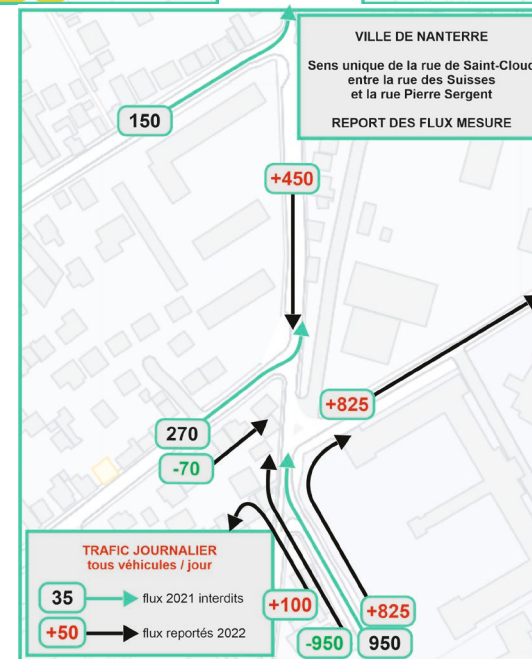 VILLE DE NANTERRE
Sens unique de la rue de Saint-Cloud
entre la rue des Suisses
et la rue Pierre Sergent
REPORT DES FLUX MESURE
150
+450
+825
270
-70
TRAFIC JOURNALIER
tous véhicules / jour
35 flux 2021 interdits
+50 flux reportés 2022
+100
+825
-950
950